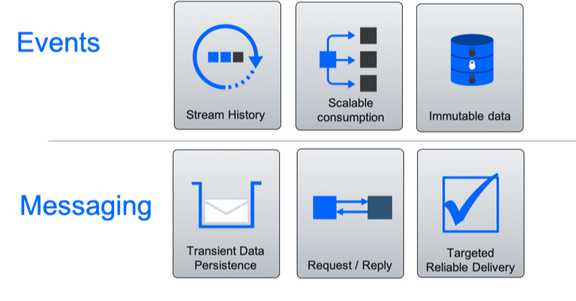 Events
Stream History
Scalable
consumption
Immutable data
Messaging
Transient Data
Persistence
Request / Reply
Targeted
Reliable Delivery